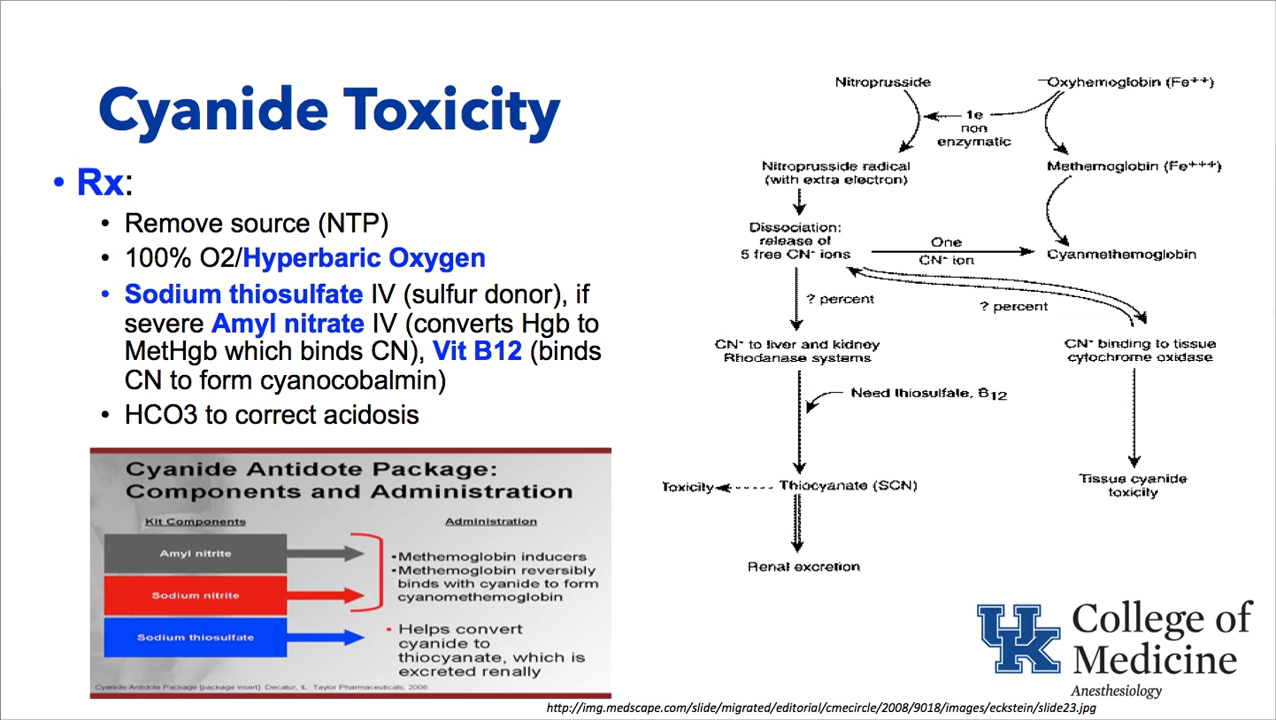 Cyanide Toxicity
• Rx:
• Remove source (NTP)
• 100% O2/Hyperbaric Oxygen
• Sodium thiosulfate IV (sulfur donor), if
severe Amyl nitrate IV (converts Hgb to
MetHgb which binds CN), Vit B12 (binds
CN to form cyanocobalmin)
• HCO3 to correct acidosis
Cyanide Antidote Package:
Components and Administration
Kit Components
Administration
Amyl nitrite
Sodium nitrite
Sodium thiosulfate
• Methemoglobin inducers
• Methemoglobin reversibly
binds with cyanide to form
cyanomethemoglobin
• Helps convert
cyanide to
thiocyanate, which is
excreted renally
Cyanide Antidote Package [package insert]. Decatur, IL: Taylor Pharmaceuticals, 2006.
Nitroprusside
Oxyhemoglobin (Fe++)
1e
non
enzymatic
Nitroprusside radical
(with extra electron)
Methemoglobin (Fe+++)
Dissociation:
release of
5 free CN- ions
One
CN- ion
Cyanmethemoglobin
? percent
? percent
CN- to liver and kidney
Rhodanase systems
CN- binding to tissue
cytochrome oxidase
Need thiosulfate, B12
Toxicity
Thiocyanate (SCN)
Tissue cyanide
toxicity
Renal excretion
UK
College of
Medicine
Anesthesiology
http://img.medscape.com/slide/migrated/editorial/cmecircle/2008/9018/images/eckstein/slide23.jpg